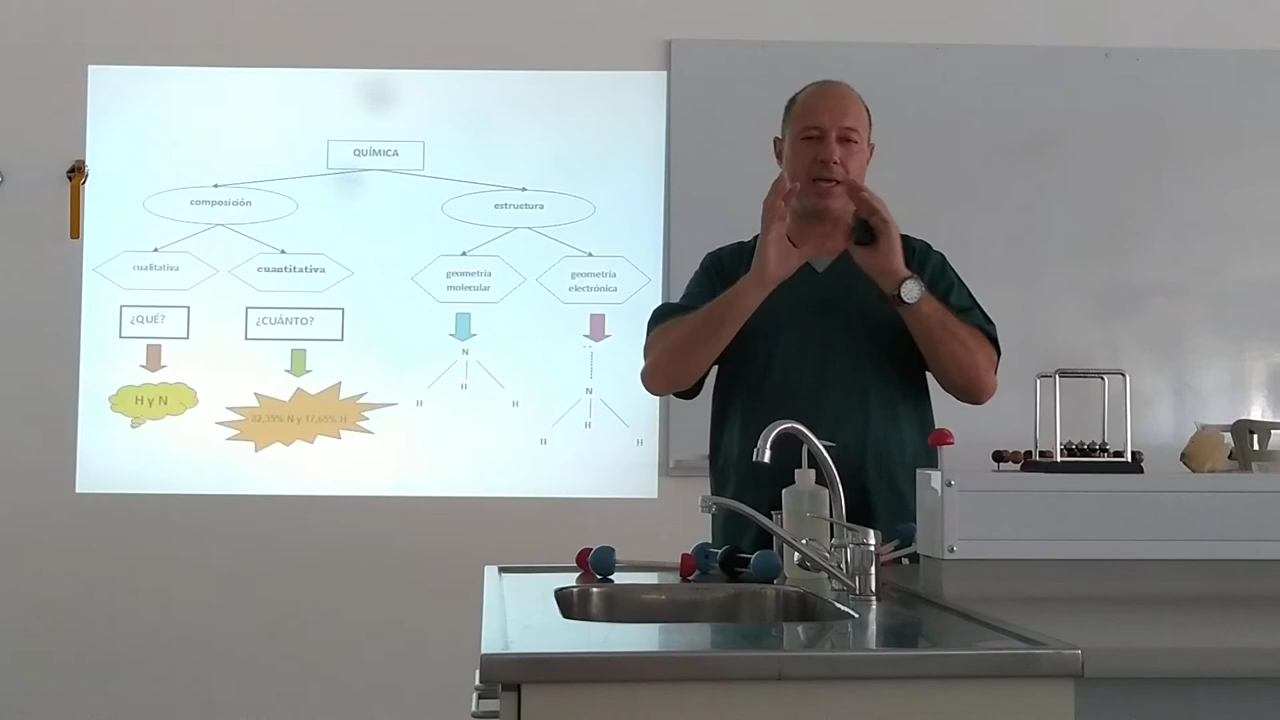 QUÍMICA
composición
estructura
cualitativa
cuantitativa
geometría
molecular
geometría
electrónica
¿QUÉ?
¿CUÁNTO?
H y N
82,35% N y 17,65% H
N
H
H
H
N
H
H
H